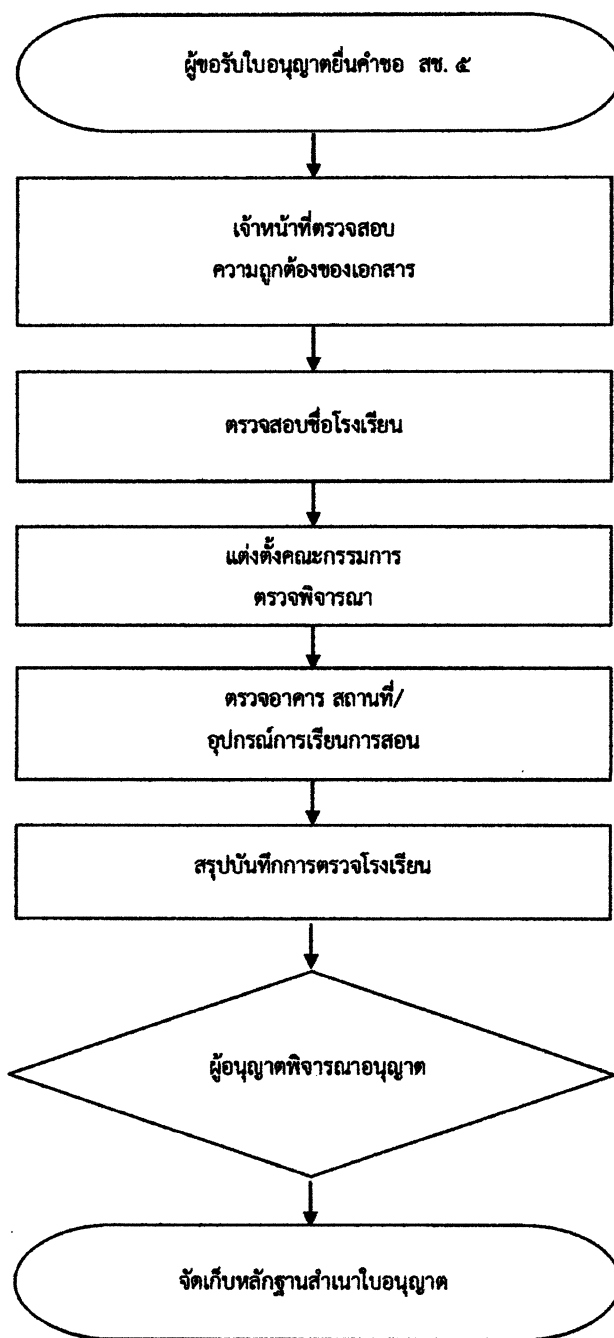 ผู้ขอรับใบอนุญาตยื่นคำขอ สช. ๕
เจ้าหน้าที่ตรวจสอบ
ความถูกต้องของเอกสาร
ตรวจสอบชื่อโรงเรียน
แต่งตั้งคณะกรรมการ
ตรวจพิจารณา
ตรวจอาคาร สถานที่/
อุปกรณ์การเรียนการสอน
สรุปบันทึกการตรวจโรงเรียน
ผู้อนุญาตพิจารณาอนุญาต
จัดเก็บหลักฐานสำเนาใบอนุญาต